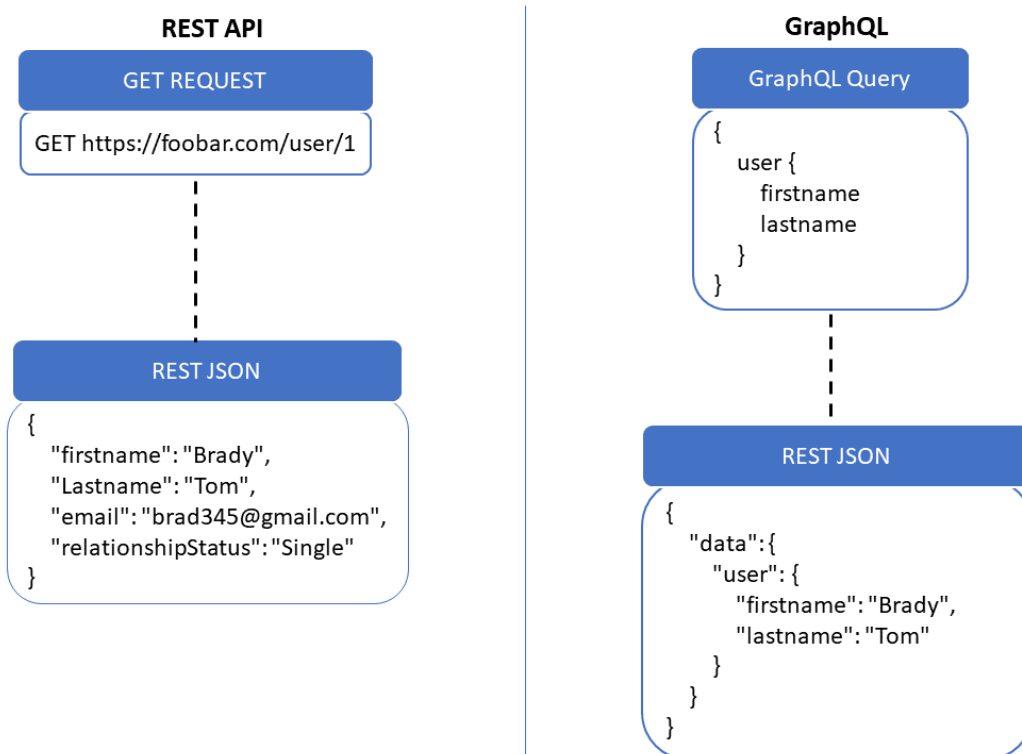 REST API
GET REQUEST
GET https://foobar.com/user/1
REST JSON
{
"firstname": "Brady",
"Lastname": "Tom",
"email": "brad345@gmail.com",
"relationshipStatus": "Single"
}
GraphQL
GraphQL Query
{
user {
firstname
lastname
}
}
REST JSON
{
"data": {
"user": {
"firstname": "Brady",
"lastname": "Tom"
}
}
}